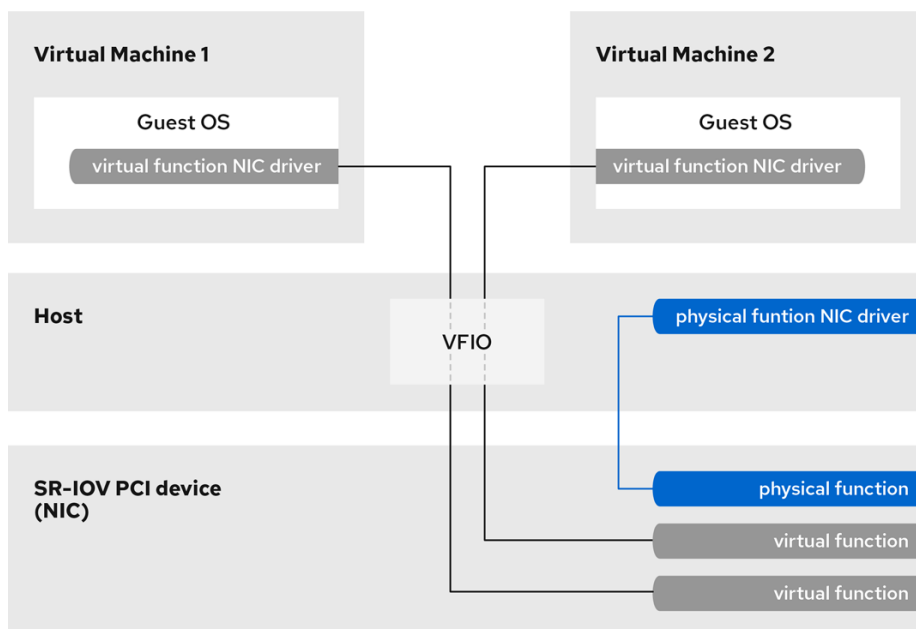 Virtual Machine 1
Guest OS
virtual function NIC driver
Virtual Machine 2
Guest OS
virtual function NIC driver
Host
VFIO
physical funtion NIC driver
SR-IOV PCI device
(NIC)
physical function
virtual function
virtual function